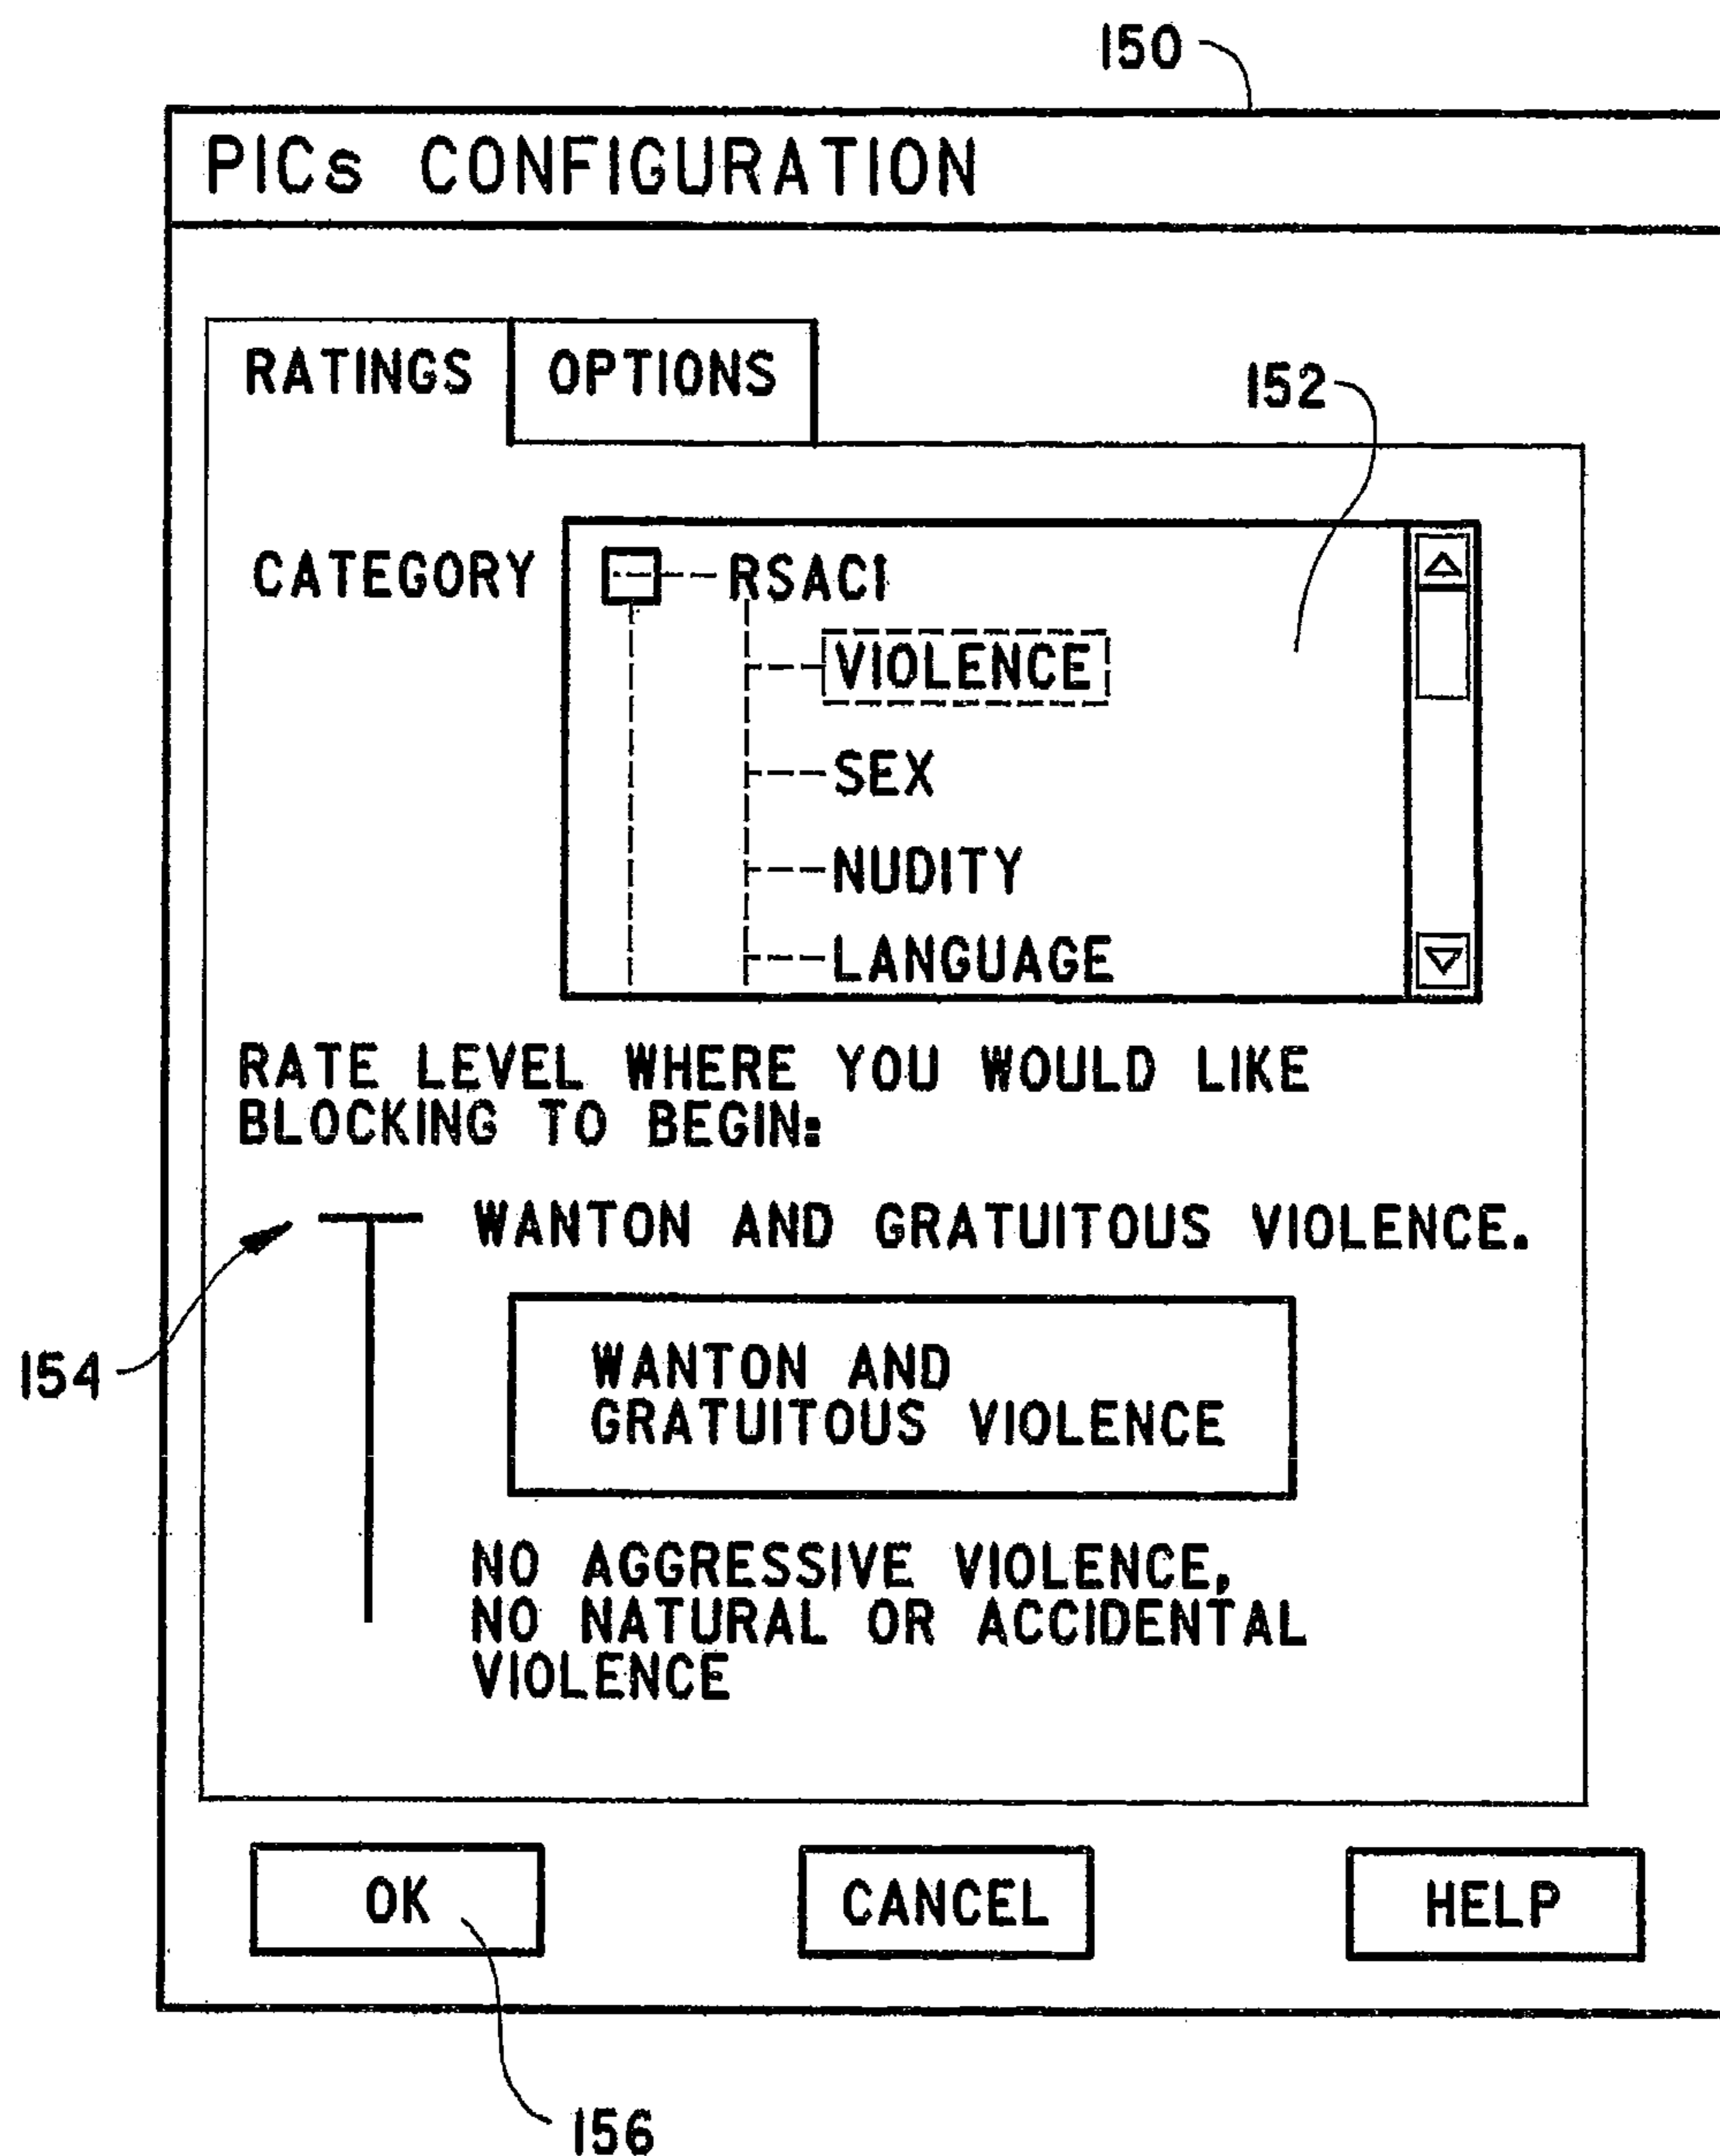 150
PICs CONFIGURATION
RATINGS
OPTIONS
152
CATEGORY
RSACI
VIOLENCE
SEX
NUDITY
LANGUAGE
RATE LEVEL WHERE YOU WOULD LIKE
BLOCKING TO BEGIN:
WANTON AND GRATUITOUS VIOLENCE.
154
WANTON AND
GRATUITOUS VIOLENCE
NO AGGRESSIVE VIOLENCE,
NO NATURAL OR ACCIDENTAL
VIOLENCE
OK
CANCEL
HELP
156